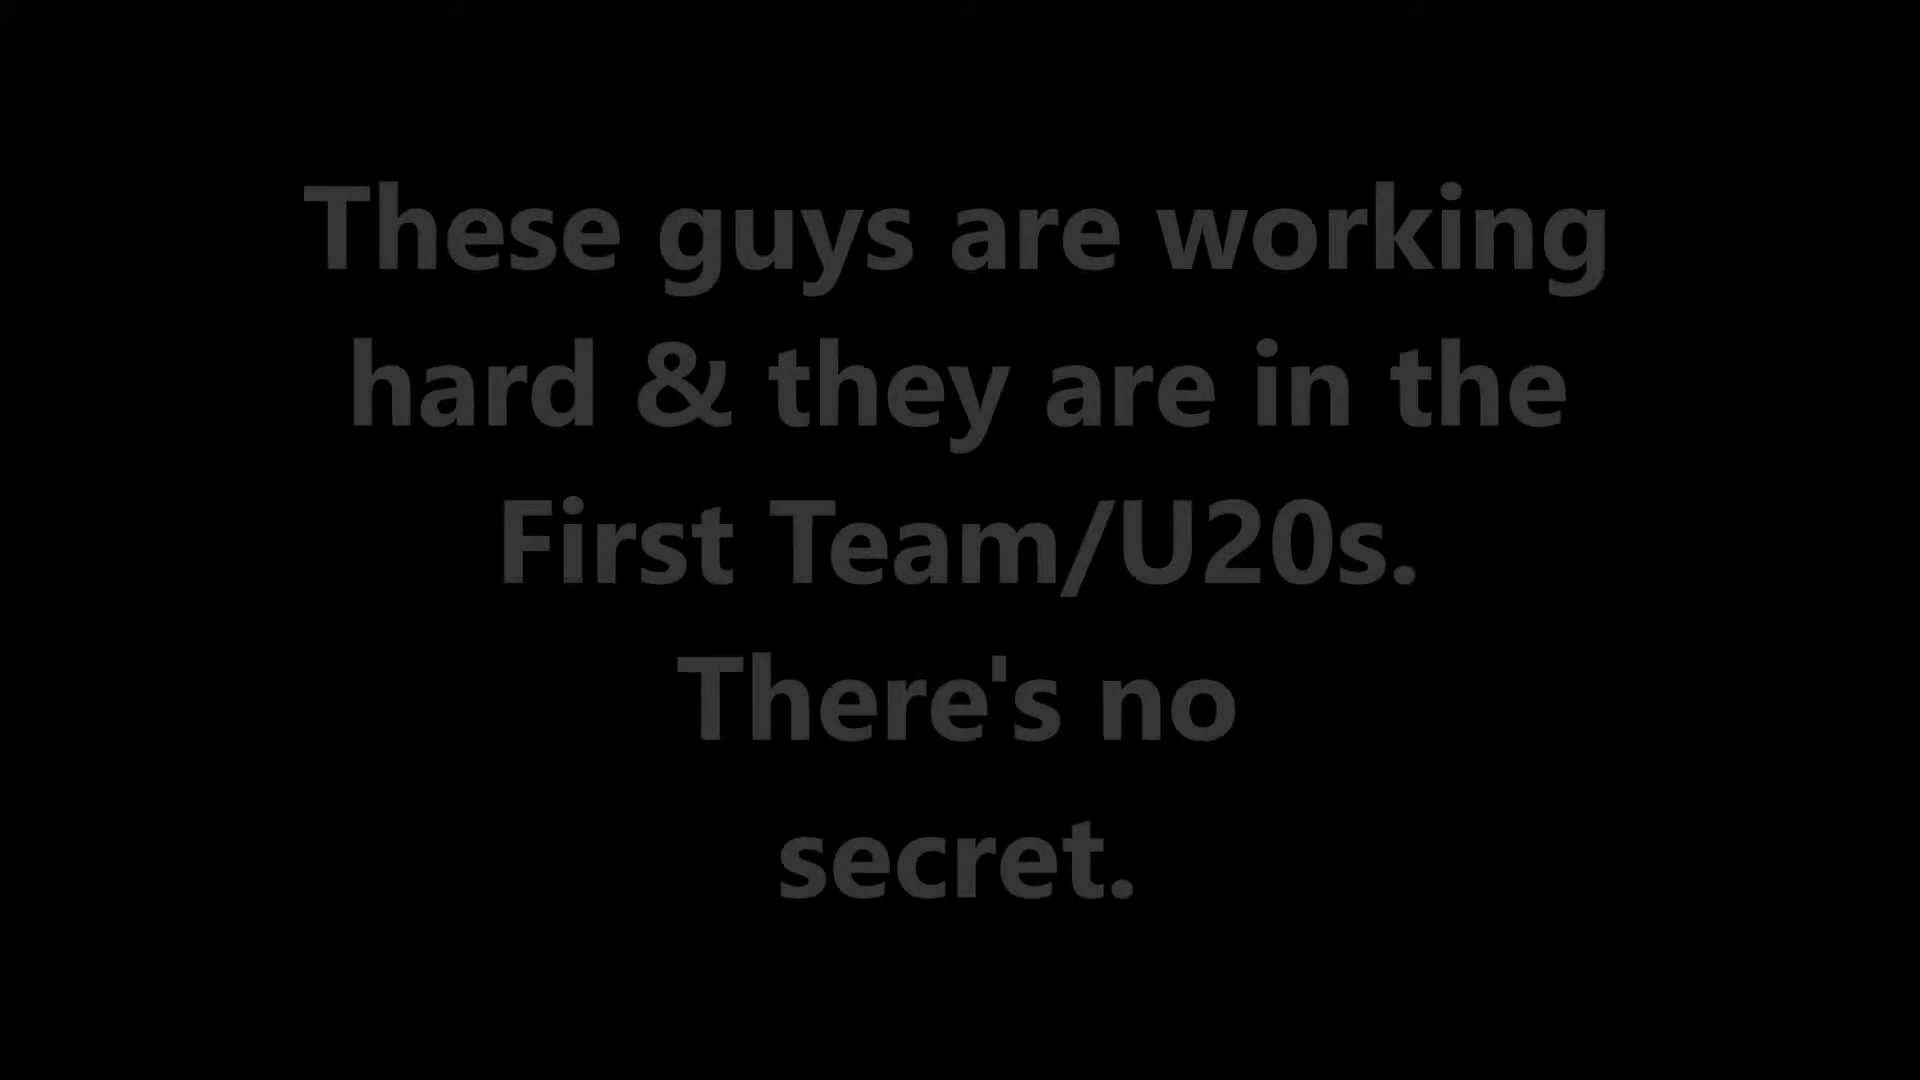 These guys are working
hard & they are in the
First Team/U20s.
There's no
secret.